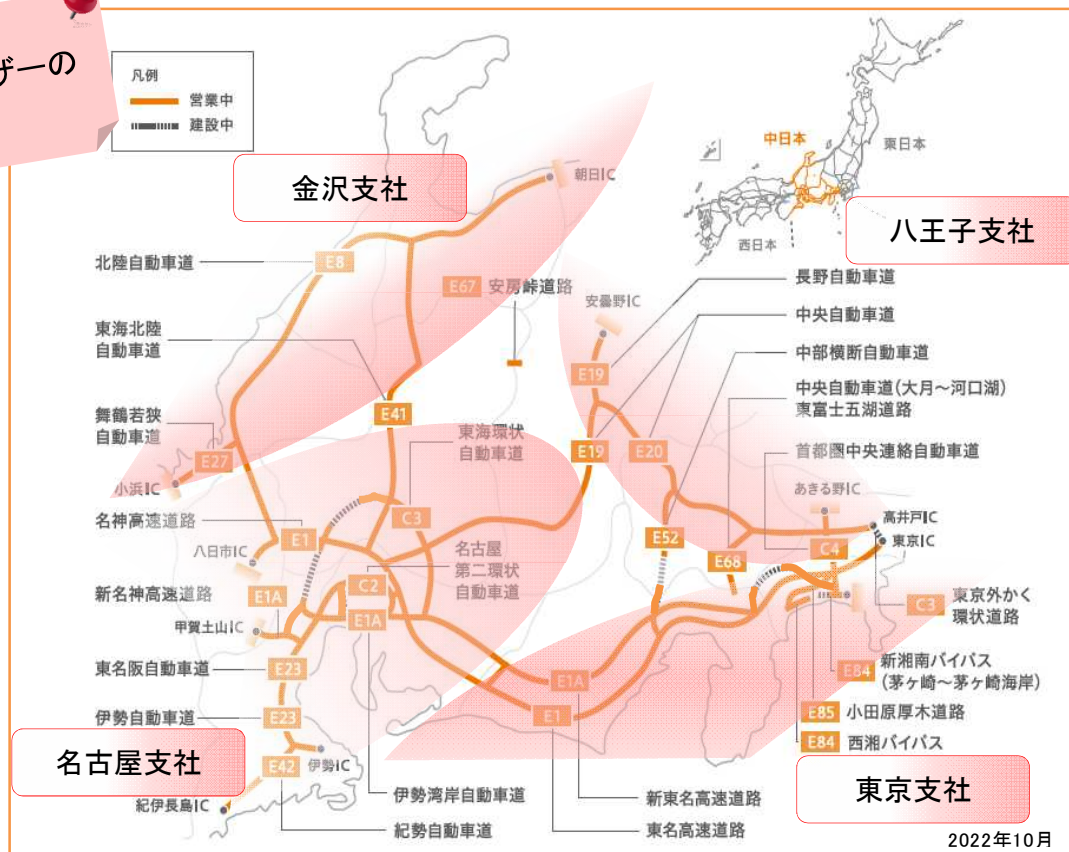 ザーの
凡例
営業中
建設中
金沢支社
朝日IC
中日本
東日本
西日本
八王子支社
北陸自動車道
E8
E67
安房峠道路
安曇野IC
長野自動車道
中央自動車道
中部横断自動車道
中央自動車道(大月～河口湖)
東富士五湖道路
首都圏中央連絡自動車道
あきる野IC
高井戸IC
東京IC
東海北陸
自動車道
E41
舞鶴若狭
自動車道
E27
小浜IC
東海環状
自動車道
E19
E19
E20
名神高速道路
E1
C3
八日市IC
名古屋
第二環状
自動車道
C2
E52
E68
C4
新名神高速道路
E1A
E1A
甲賀土山IC
C3
東京外かく
環状道路
東名阪自動車道
E23
E1A
E84
新湘南バイパス
(茅ヶ崎～茅ヶ崎海岸)
伊勢自動車道
E23
E1
E85
小田原厚木道路
E84
西湘バイパス
名古屋支社
E42
伊勢IC
紀伊長島IC
伊勢湾岸自動車道
新東名高速道路
東京支社
紀勢自動車道
東名高速道路
2022年10月